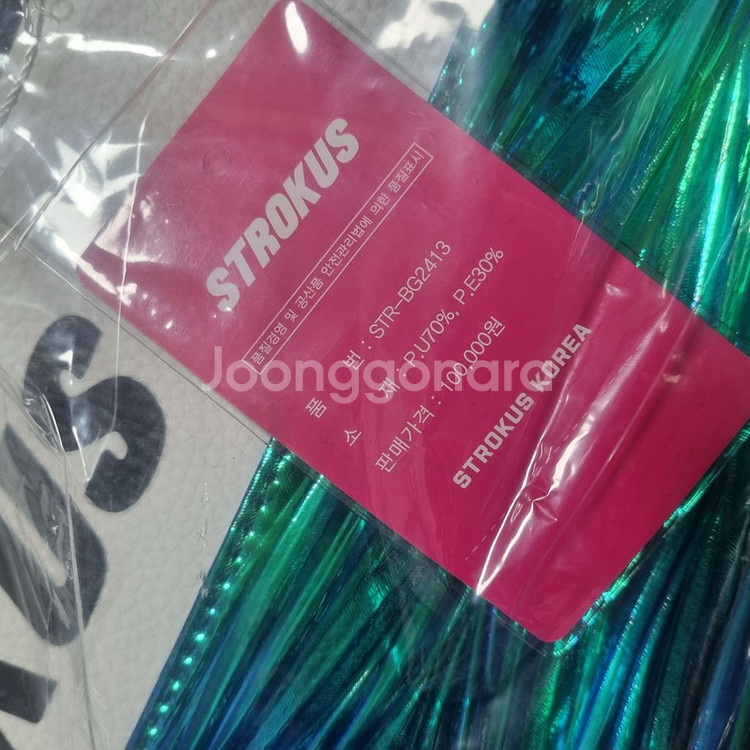 STROKUS
품질경영 및 공산품 안전관리법에 의한 품질표시
품 번 : STR-BG2413
소 재 : P.U70%, P.E30%
판매가격 : 100,000원
STROKUS KOREA
Joonggonara
US